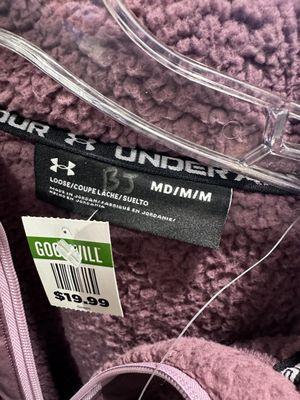 OUR UNDER A
BJ
MD/M/M
LOOSE/COUPE LÂCHE/SUELTO
MADE IN JORDAN/FABRIQUÉ EN JORDANIE/
HECHO EN JORDANIA
GOODWILL
$19.99